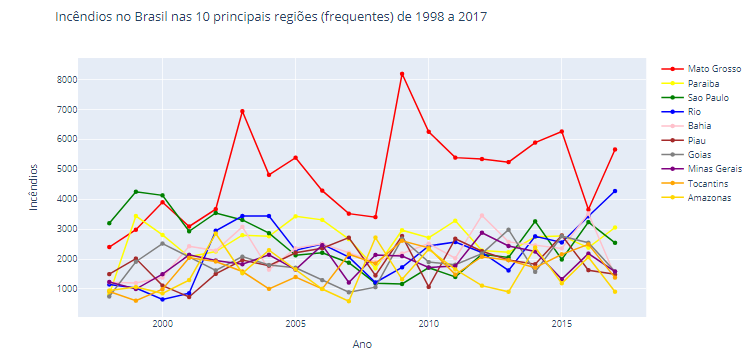 Incêndios no Brasil nas 10 principais regiões (frequentes) de 1998 a 2017
8000
7000
6000
5000
4000
3000
2000
1000
Incêndios
2000
2005
2010
2015
Ano
Mato Grosso
Paraiba
Sao Paulo
Rio
Bahia
Piau
Goias
Minas Gerais
Tocantins
Amazonas